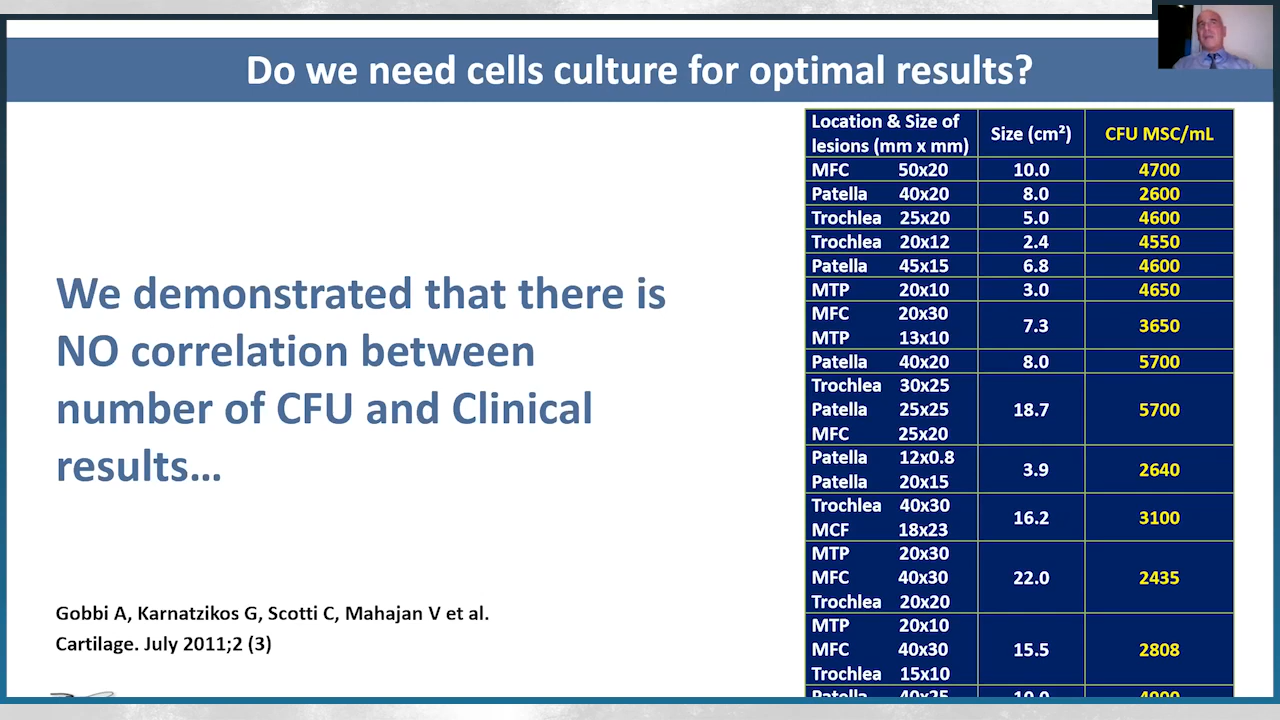 Do we need cells culture for optimal results?
We demonstrated that there is
NO correlation between
number of CFU and Clinical
results...
Gobbi A, Karnatzikos G, Scotti C, Mahajan V et al.
Cartilage. July 2011;2 (3)
Location & Size of
lesions (mm x mm) Size (cm²) CFU MSC/mL
MFC 50x20 10.0 4700
Patella 40x20 8.0 2600
Trochlea 25x20 5.0 4600
Trochlea 20x12 2.4 4550
Patella 45x15 6.8 4600
MTP 20x10 3.0 4650
MFC 20x30
MTP 13x10 7.3 3650
Patella 40x20 8.0 5700
Trochlea 30x25
Patella 25x25 18.7 5700
MFC 25x20
Patella 12x0.8
Patella 20x15 3.9 2640
Trochlea 40x30
MCF 18x23 16.2 3100
MTP 20x30
MFC 40x30 22.0 2435
Trochlea 20x20
MTP 20x10
MFC 40x30 15.5 2808
Trochlea 15x10
Patella 40x25 10.0